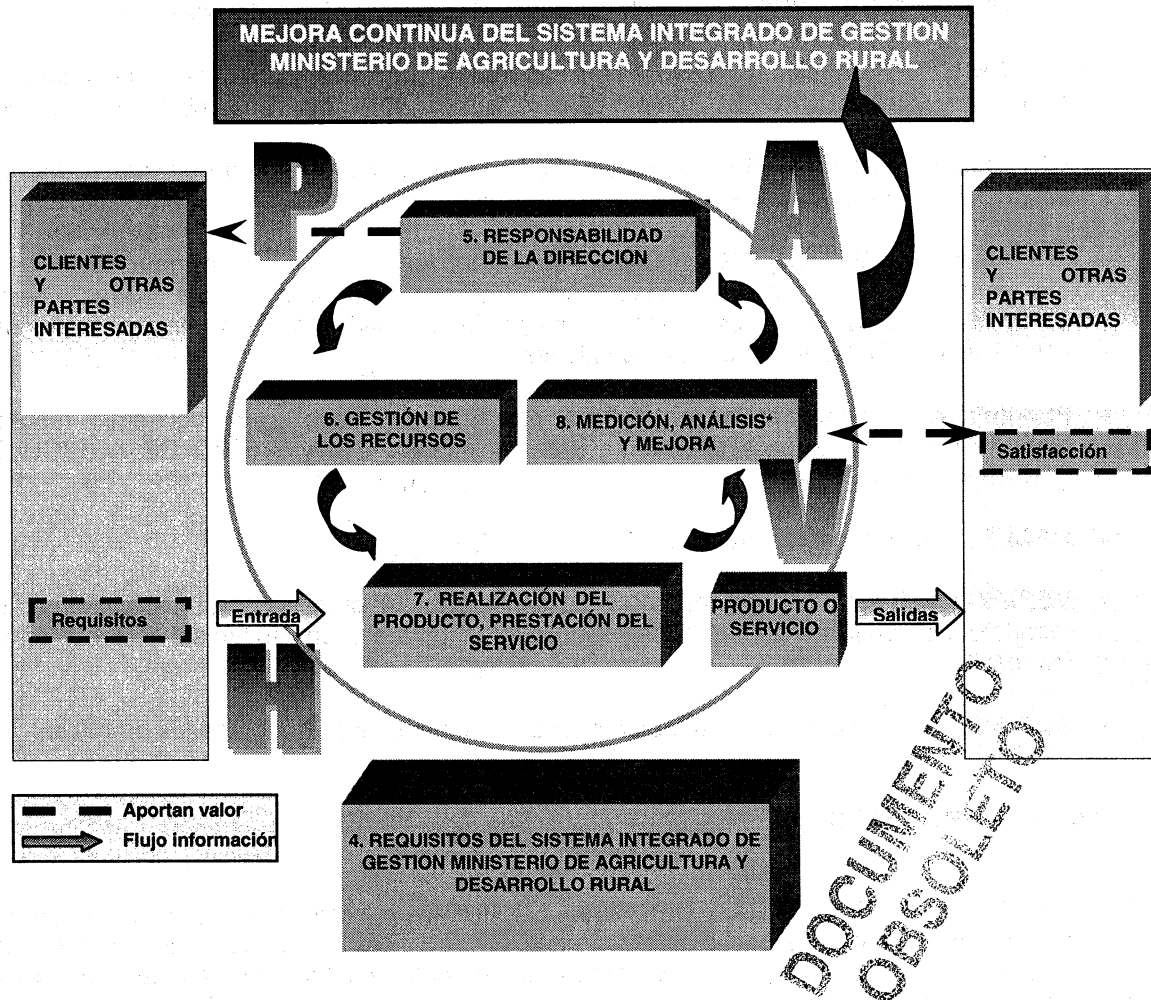 MEJORA CONTINUA DEL SISTEMA INTEGRADO DE GESTION
MINISTERIO DE AGRICULTURA Y DESARROLLO RURAL
P
A
CLIENTES
Y OTRAS
PARTES
INTERESADAS
5. RESPONSABILIDAD
DE LA DIRECCION
CLIENTES
Y OTRAS
PARTES
INTERESADAS
6. GESTIÓN DE
LOS RECURSOS
8. MEDICIÓN, ANÁLISIS*
Y MEJORA
Satisfacción
V
Requisitos
Entrada
7. REALIZACIÓN DEL
PRODUCTO, PRESTACIÓN DEL
SERVICIO
PRODUCTO O
SERVICIO
Salidas
H
Aportan valor
Flujo información
4. REQUISITOS DEL SISTEMA INTEGRADO DE
GESTION MINISTERIO DE AGRICULTURA Y
DESARROLLO RURAL
DOCUMENTO
OBSOLETO